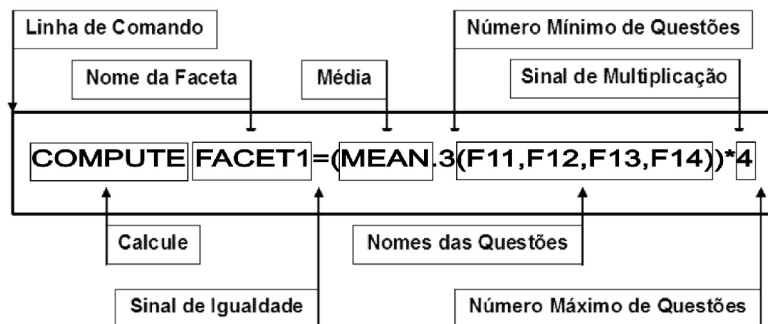 Linha de Comando
Número Mínimo de Questões
Nome da Faceta
Média
Sinal de Multiplicação
COMPUTE FACET1=(MEAN.3(F11,F12,F13,F14))*4
Calcule
Nomes das Questões
Sinal de Igualdade
Número Máximo de Questões